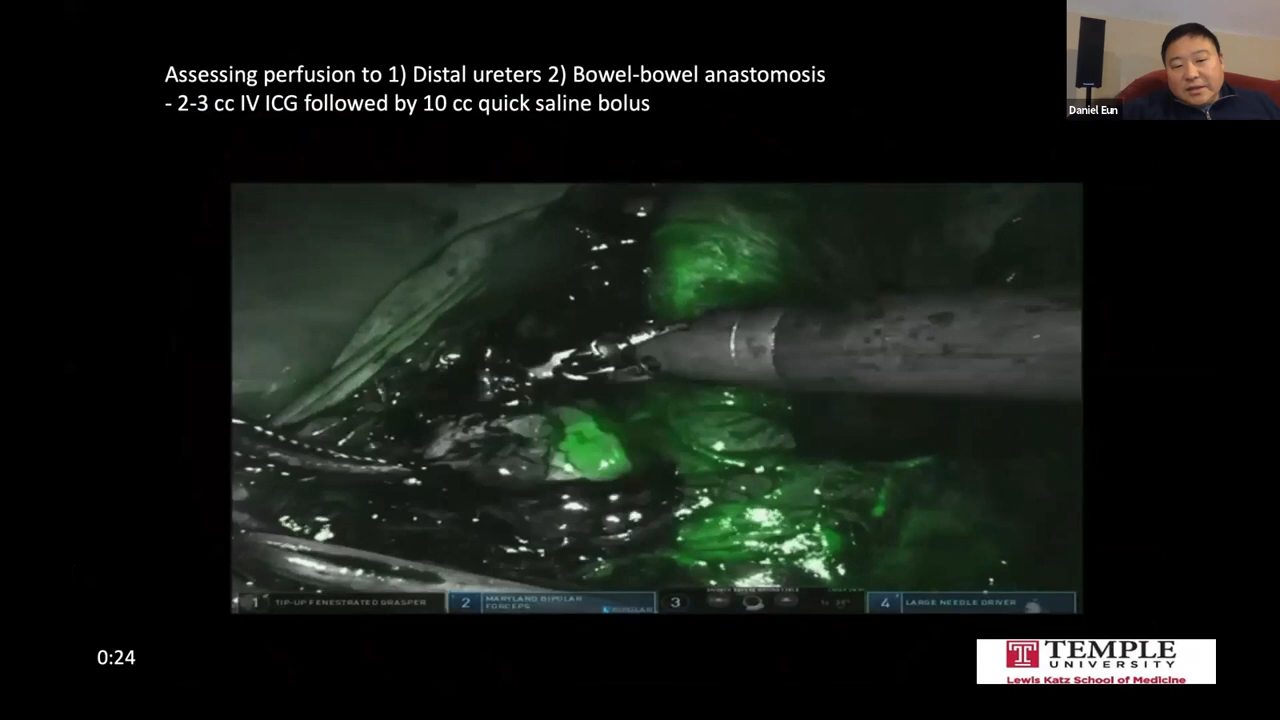 Assessing perfusion to 1) Distal ureters 2) Bowel-bowel anastomosis
- 2-3 cc IV ICG followed by 10 cc quick saline bolus
Daniel Eun
1 TIP-UP FENESTRATED GRASPER
2 MARYLAND BIPOLAR
FORCEPS
BIPOLAR
3
4 LARGE NEEDLE DRIVER
0:24
TEMPLE
UNIVERSITY
Lewis Katz School of Medicine